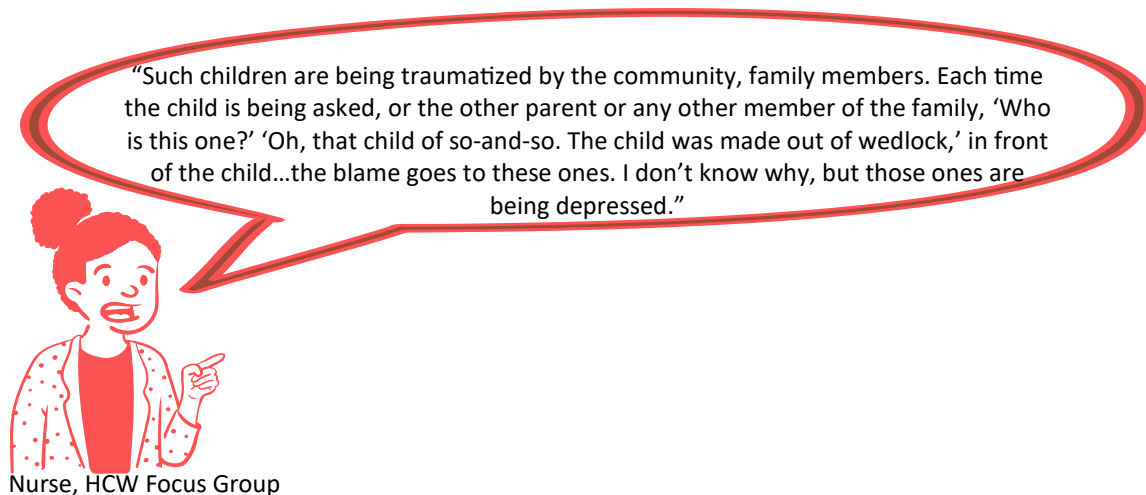 “Such children are being traumatized by the community, family members. Each time
the child is being asked, or the other parent or any other member of the family, ‘Who
is this one?’ ‘Oh, that child of so-and-so. The child was made out of wedlock,’ in front
of the child…the blame goes to these ones. I don’t know why, but those ones are
being depressed.”
Nurse, HCW Focus Group